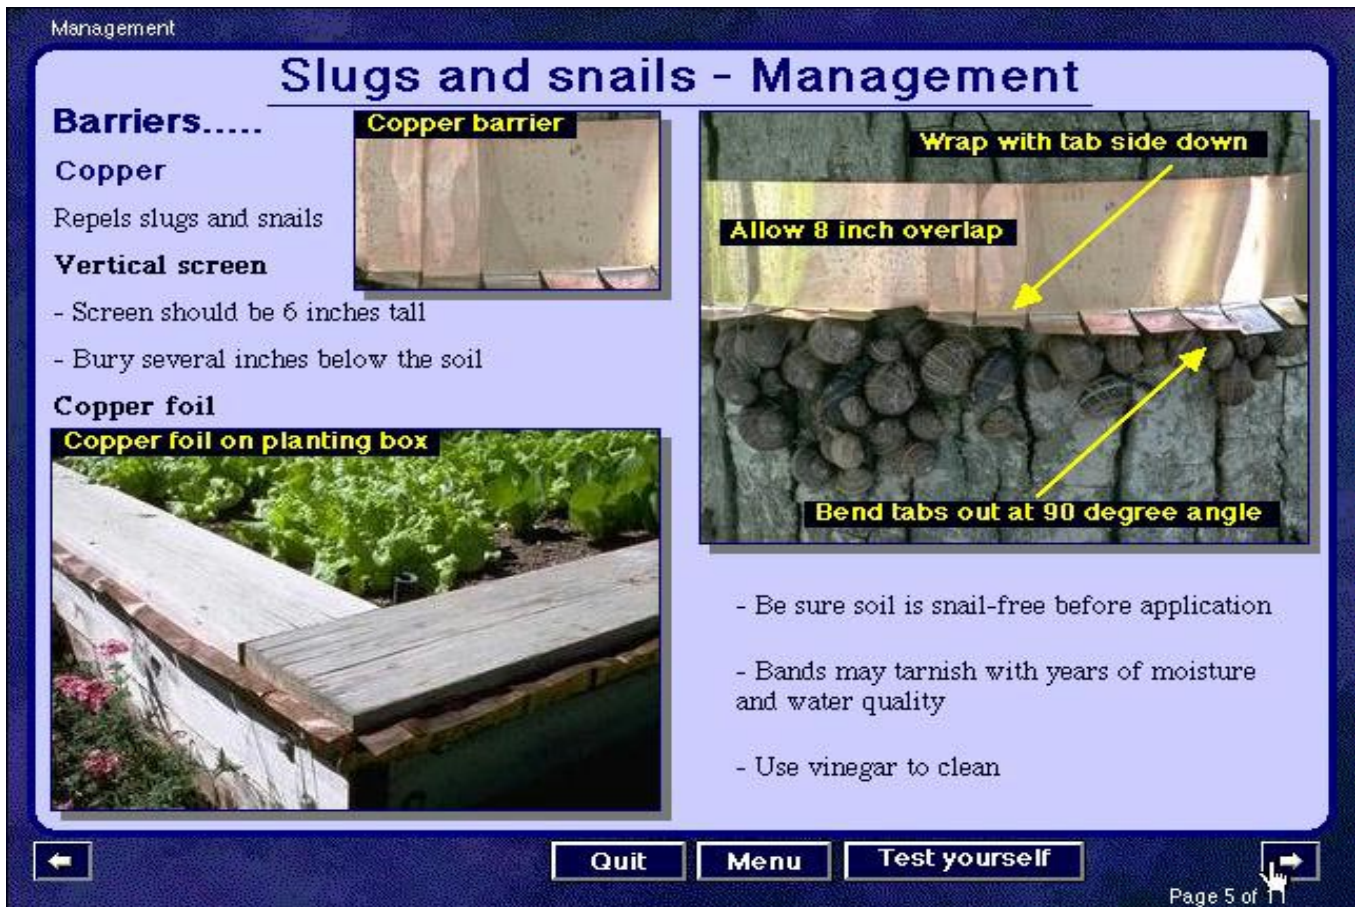 Management
Slugs and snails - Management
Barriers.....
Copper
Repels slugs and snails
Vertical screen
- Screen should be 6 inches tall
- Bury several inches below the soil
Copper foil
Copper barrier
Copper foil on planting box
Wrap with tab side down
Allow 8 inch overlap
Bend tabs out at 90 degree angle
- Be sure soil is snail-free before application
- Bands may tarnish with years of moisture
and water quality
- Use vinegar to clean
Quit
Menu
Test yourself
Page 5 of 11